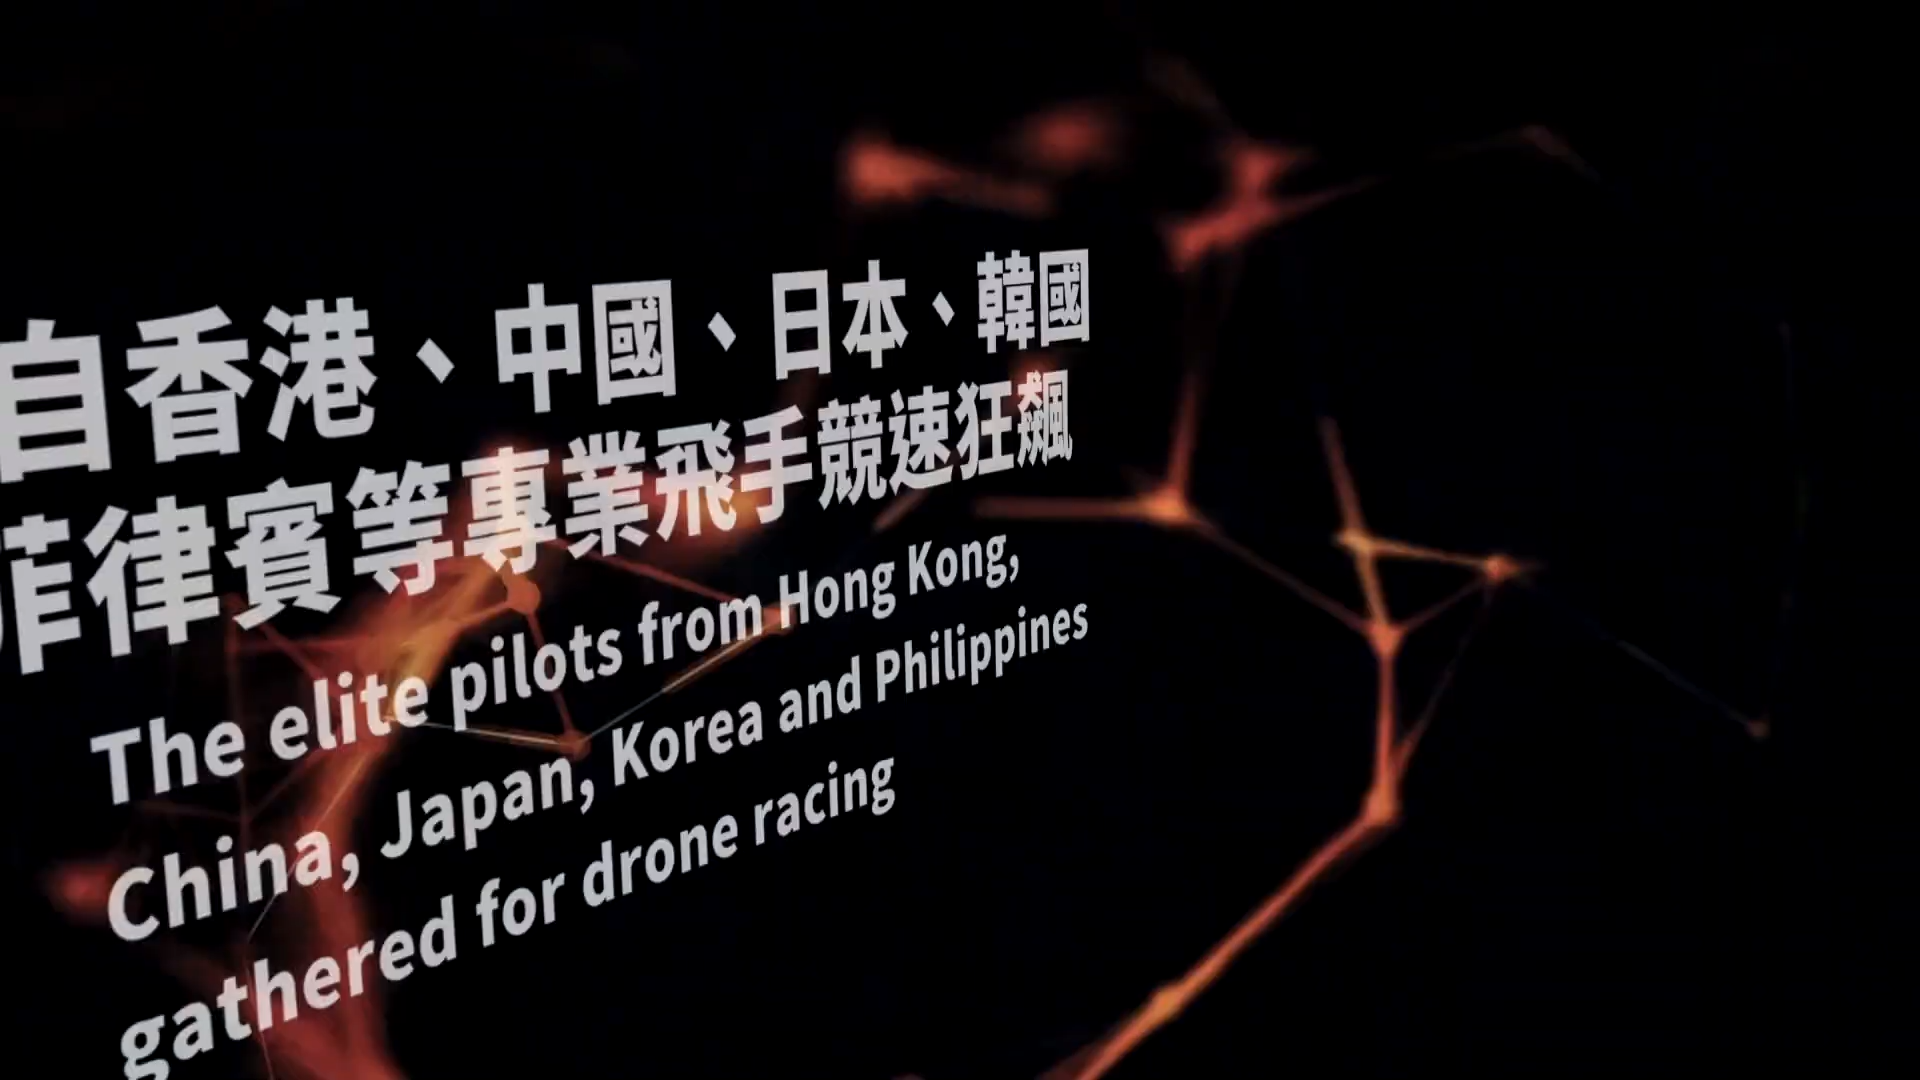 自香港、中國、日本、韓國
菲律賓等專業飛手競速狂飆
The elite pilots from Hong Kong,
China, Japan, Korea and Philippines
gathered for drone racing